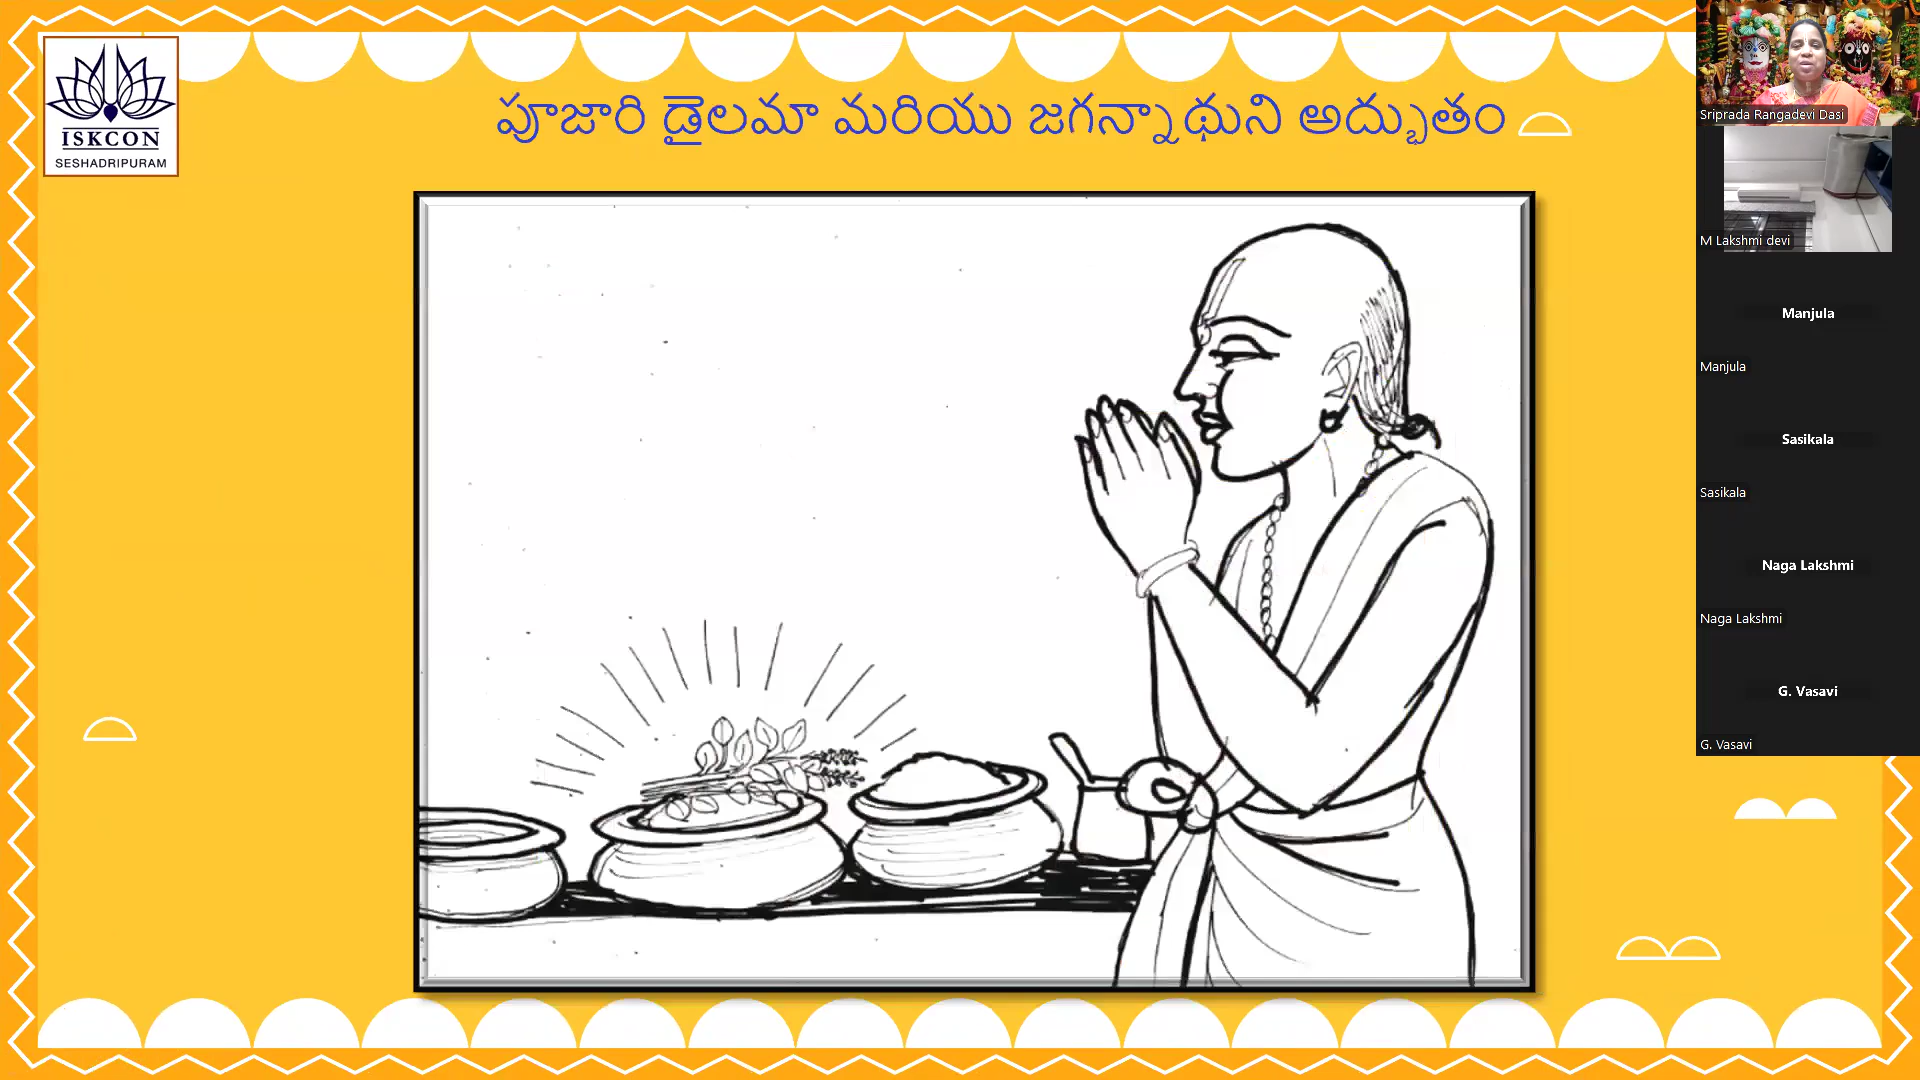 పూజారి డైలమా మరియు జగన్నాథుని అద్భుతం
ISKCON
SESHADRIPURAM
Sriprada Rangadevi Dasi
M Lakshmi devi
Manjula
Manjula
Sasikala
Sasikala
Naga Lakshmi
Naga Lakshmi
G. Vasavi
G. Vasavi